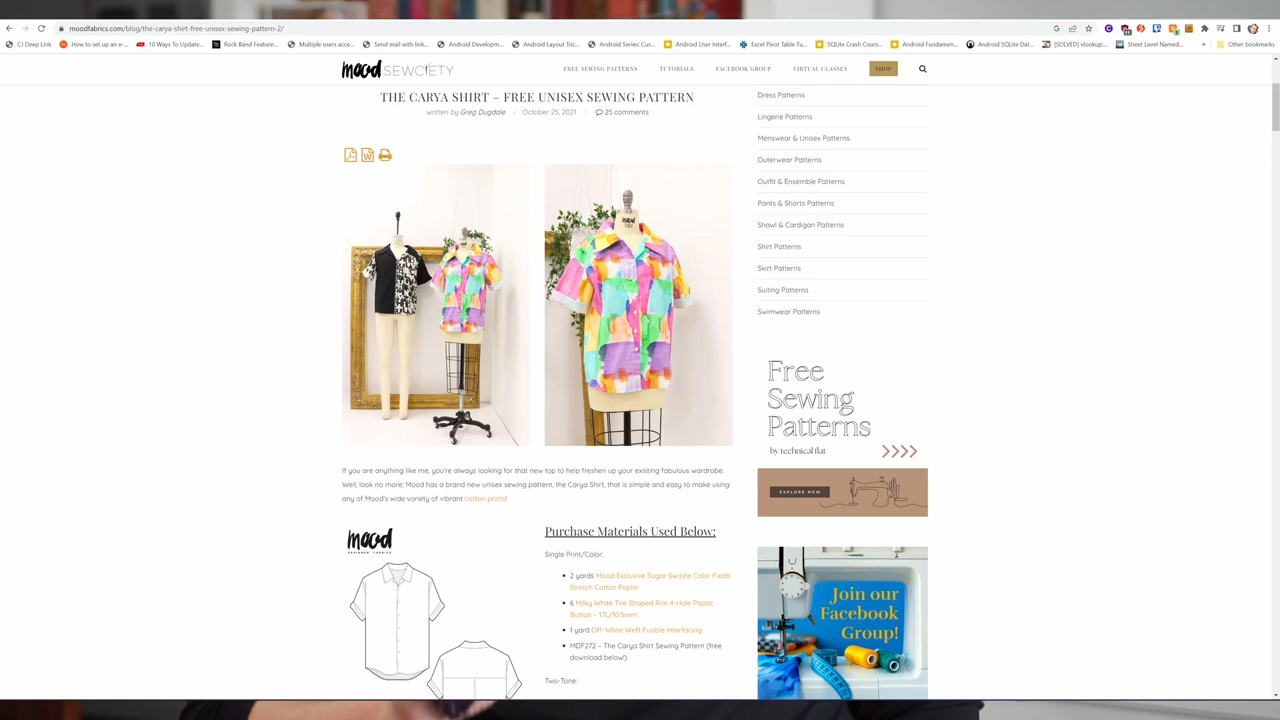 moodfabrics.com/blog/the-carya-shirt-free-unisex-sewing-pattern-2/
CJ Deep Link
How to set up an e-...
10 Ways To Update...
Rock Band Feature:...
Multiple users acce...
Send mail with link...
Android Developm...
Android Layout Tric...
Android Series: Cus...
Android User Interf...
Excel Pivot Table Tu...
SQLite Crash Cours...
Android Fundamen...
Android SQLite Dat...
[SOLVED] vlookup:...
Sheet Level Named...
»
Other bookmarks
mood SEWCIETY
FREE SEWING PATTERNS
TUTORIALS
FACEBOOK GROUP
VIRTUAL CLASSES
SHOP
THE CARYA SHIRT – FREE UNISEX SEWING PATTERN
written by Greg Dugdale
October 25, 2021
25 comments
If you are anything like me, you're always looking for that new top to help freshen up your existing fabulous wardrobe.
Well, look no more; Mood has a brand new unisex sewing pattern, the Carya Shirt, that is simple and easy to make using
any of Mood's wide variety of vibrant cotton prints!
mood
DESIGNER FABRICS
Purchase Materials Used Below:
Single Print/Color:
2 yards Mood Exclusive Sugar Swizzle Color Fields
Stretch Cotton Poplin
6 Milky White Tire Shaped Rim 4-Hole Plastic
Button – 17L/10.5mm
1 yard Off-White Weft Fusible Interfacing
MDF272 – The Carya Shirt Sewing Pattern (free
download below!)
Two-Tone:
Dress Patterns
Lingerie Patterns
Menswear & Unisex Patterns
Outerwear Patterns
Outfit & Ensemble Patterns
Pants & Shorts Patterns
Shawl & Cardigan Patterns
Shirt Patterns
Skirt Patterns
Suiting Patterns
Swimwear Patterns
Free
Sewing
Patterns
by technical flat
EXPLORE NOW
Join our
Facebook
Group!